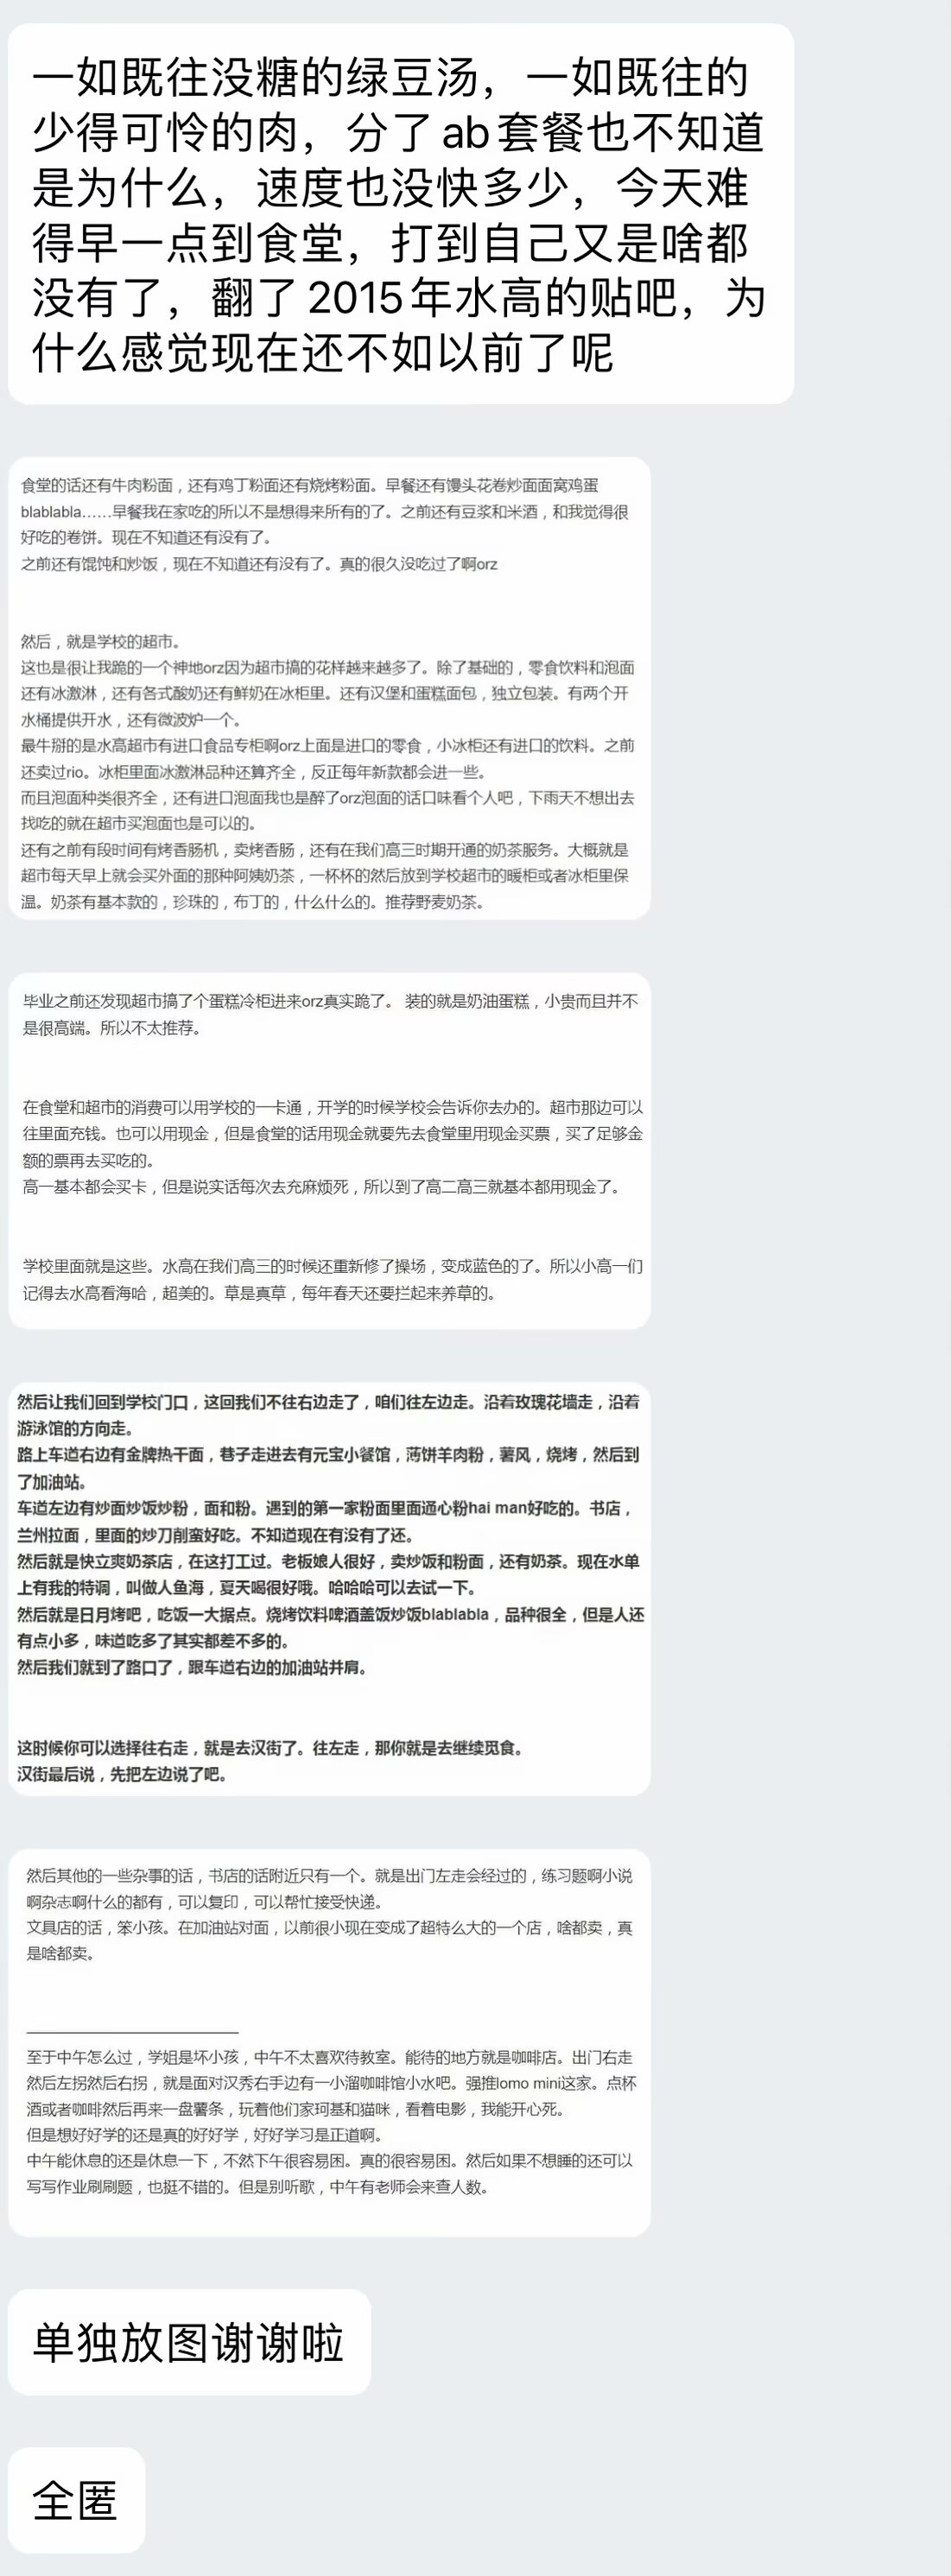 一如既往没糖的绿豆汤，一如既往的
少得可怜的肉，分了ab套餐也不知道
是为什么，速度也没快多少，今天难
得早一点到食堂，打到自己又是啥都
没有了，翻了2015年水高的贴吧，为
什么感觉现在还不如以前了呢
食堂的话还有牛肉粉面，还有鸡丁粉面还有烧烤粉面。早餐还有馒头花卷炒面面窝鸡蛋
blablabla……早餐我在家吃的所以不是想得来所有的了。之前还有豆浆和米酒，和我觉得很
好吃的卷饼。现在不知道还有没有了。
之前还有馄饨和炒饭，现在不知道还有没有了。真的很久没吃过了啊orz
然后，就是学校的超市。
这也是很让我跪的一个神地orz因为超市搞的花样越来越多了。除了基础的，零食饮料和泡面
还有冰激淋，还有各式酸奶还有鲜奶在冰柜里。还有汉堡和蛋糕面包，独立包装。有两个开
水桶提供开水，还有微波炉一个。
最牛掰的是水高超市有进口食品专柜啊orz上面是进口的零食，小冰柜还有进口的饮料。之前
还卖过rio。冰柜里面冰激淋品种还算齐全，反正每年新款都会进一些。
而且泡面种类很齐全，还有进口泡面我也是醉了orz泡面的话口味看个人吧，下雨天不想出去
找吃的就在超市买泡面也是可以的。
还有之前有段时间有烤香肠机，卖烤香肠，还有在我们高三时期开通的奶茶服务。大概就是
超市每天早上就会买外面的那种阿姨奶茶，一杯杯的然后放到学校超市的暖柜或者冰柜里保
温。奶茶有基本款的，珍珠的，布丁的，什么什么的。推荐野麦奶茶。
毕业之前还发现超市搞了个蛋糕冷柜进来orz真实跪了。 装的就是奶油蛋糕，小贵而且并不
是很高端。所以不太推荐。
在食堂和超市的消费可以用学校的一卡通，开学的时候学校会告诉你去办的。超市那边可以
往里面充钱。也可以用现金，但是食堂的话用现金就要先去食堂里用现金买票，买了足够金
额的票再去买吃的。
高一基本都会买卡，但是说实话每次去充麻烦死，所以到了高二高三就基本都用现金了。
学校里面就是这些。水高在我们高三的时候还重新修了操场，变成蓝色的了。所以小高一们
记得去水高看海哈，超美的。草是真草，每年春天还要拦起来养草的。
然后让我们回到学校门口，这回我们不往右边走了，咱们往左边走。沿着玫瑰花墙走，沿着
游泳馆的方向走。
路上车道右边有金牌热干面，巷子走进去有元宝小餐馆，薄饼羊肉粉，薯风，烧烤，然后到
了加油站。
车道左边有炒面炒饭炒粉，面和粉。遇到的第一家粉面里面通心粉hai man好吃的。书店，
兰州拉面，里面的炒刀削蛮好吃。不知道现在有没有了还。
然后就是快立爽奶茶店，在这打工过。老板娘人很好，卖炒饭和粉面，还有奶茶。现在水单
上有我的特调，叫做人鱼海，夏天喝很好哦。哈哈哈可以去试一下。
然后就是日月烤吧，吃饭一大据点。烧烤饮料啤酒盖饭炒饭blablabla，品种很全，但是人还
有点小多，味道吃多了其实都差不多的。
然后我们就到了路口了，跟车道右边的加油站并肩。
这时候你可以选择往右走，就是去汉街了。往左走，那你就是去继续觅食。
汉街最后说，先把左边说了吧。
然后其他的一些杂事的话，书店的话附近只有一个。就是出门左走会经过的，练习题啊小说
啊杂志啊什么的都有，可以复印，可以帮忙接受快递。
文具店的话，笨小孩。在加油站对面，以前很小现在变成了超特么大的一个店，啥都卖，真
是啥都卖。
至于中午怎么过，学姐是坏小孩，中午不太喜欢待教室。能待的地方就是咖啡店。出门右走
然后左拐然后右拐，就是面对汉秀右手边有一小溜咖啡馆小水吧。强推lomo mini这家。点杯
酒或者咖啡然后再来一盘薯条，玩着他们家珂基和猫咪，看着电影，我能开心死。
但是想好好学的还是真的好好学，好好学习是正道啊。
中午能休息的还是休息一下，不然下午很容易困。真的很容易困。然后如果不想睡的还可以
写写作业刷刷题，也挺不错的。但是别听歌，中午有老师会来查人数。
单独放图谢谢啦
全匿